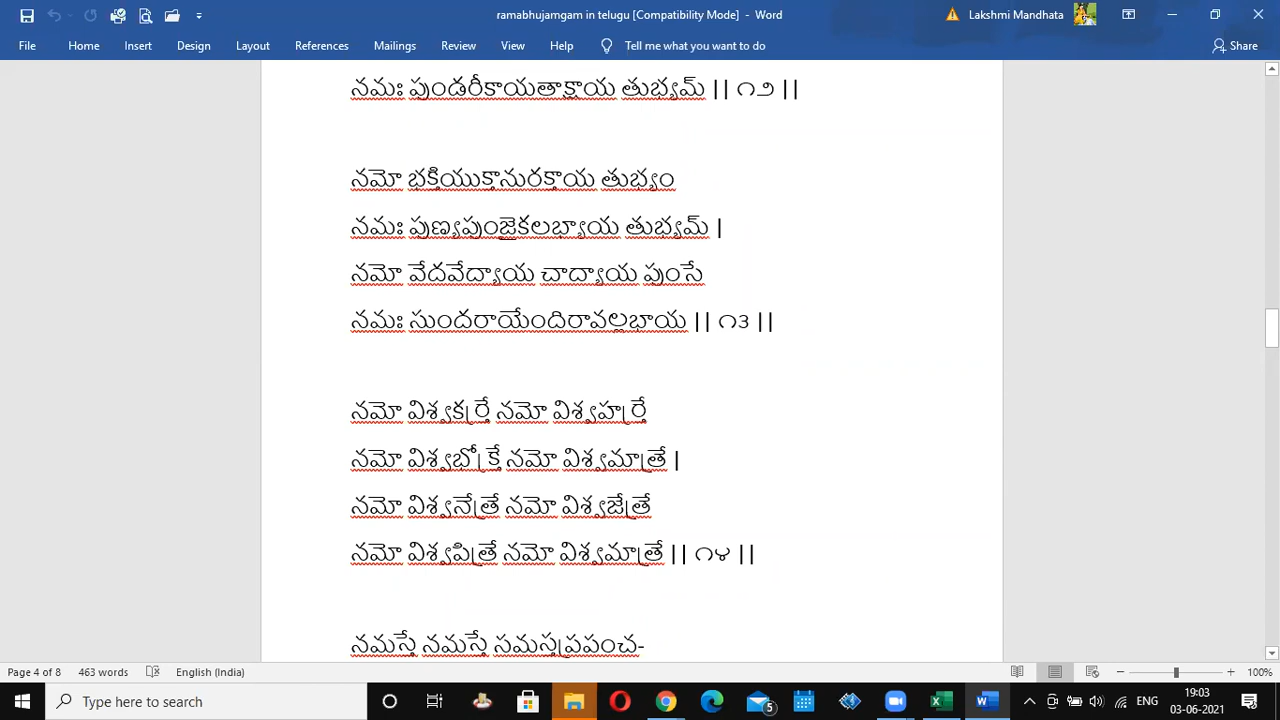 ramabhujamgam in telugu [Compatibility Mode] - Word
Lakshmi Mandhata
File Home Insert Design Layout References Mailings Review View Help Tell me what you want to do Share
నమః పుండరీకాయతాక్షాయ తుభ్యమ్ || ౧౨ ||
నమో భక్తియుక్తానురక్తాయ తుభ్యం
నమః పుణ్యపుంజైకలభ్యాయ తుభ్యమ్ |
నమో వేదవేద్యాయ చాద్యాయ పుంసే
నమః సుందరాయేందిరావల్లభాయ || ౧౩ ||
నమో విశ్వకర్త్రే నమో విశ్వహర్త్రే
నమో విశ్వభోక్త్రే నమో విశ్వమాత్రే |
నమో విశ్వనేత్రే నమో విశ్వజేత్రే
నమో విశ్వపిత్రే నమో విశ్వమాత్రే || ౧౪ ||
నమస్తే నమస్తే సమస్తప్రపంచ-
Page 4 of 8 463 words English (India) 100%
Type here to search
5
ENG
19:03
03-06-2021